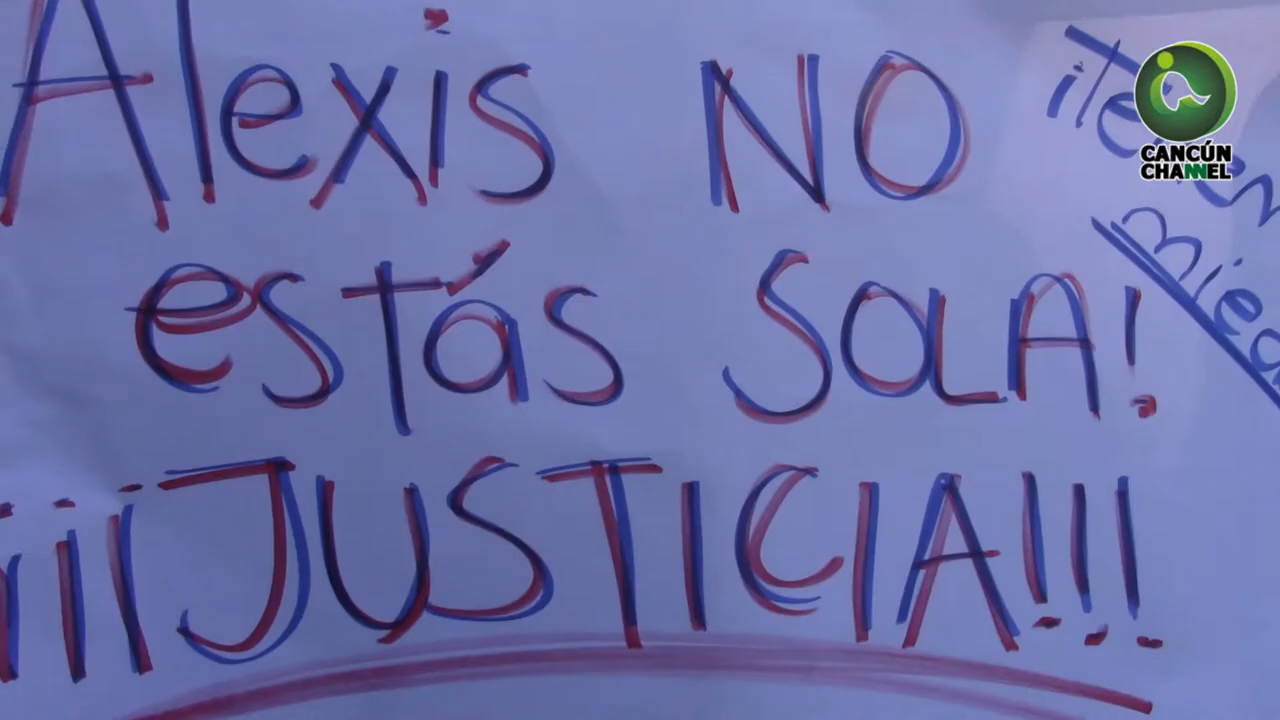 Alexis NO
estás SOLA!
¡¡¡JUSTICIA!!!
CANCÚN
CHANNEL